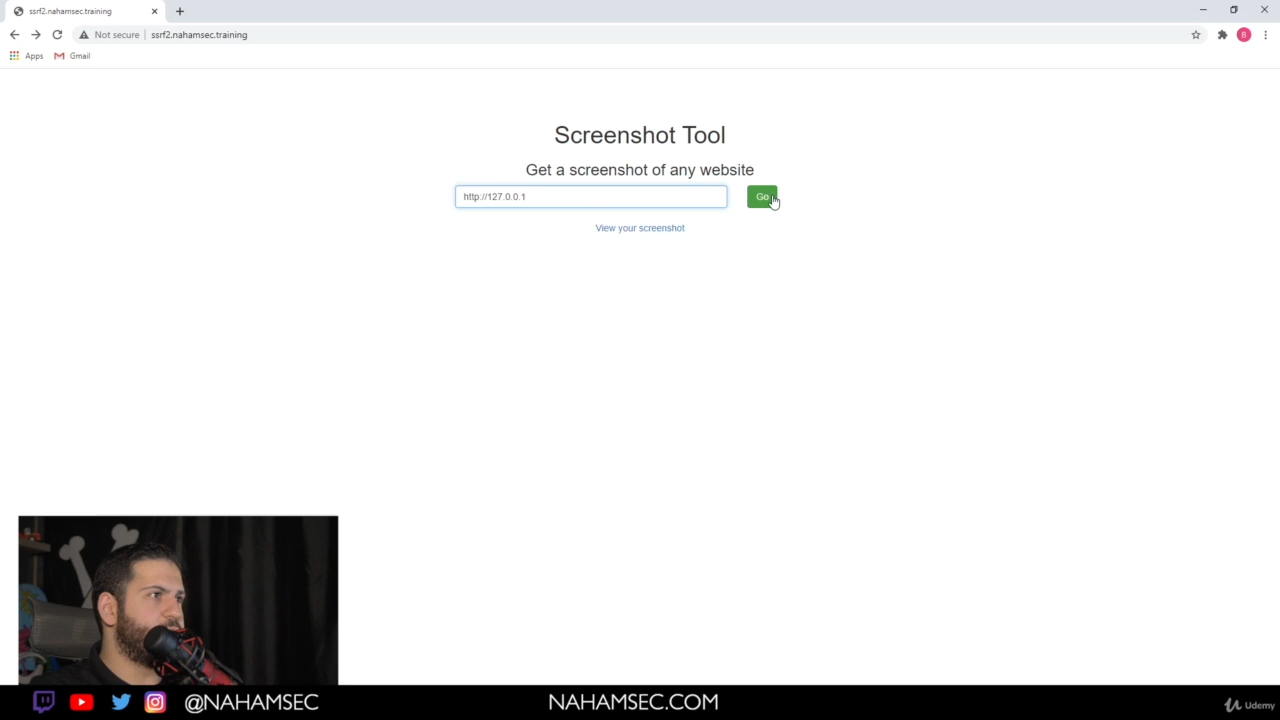 ssrf2.nahamsec.training
Not secure
ssrf2.nahamsec.training
B
Apps
Gmail
Screenshot Tool
Get a screenshot of any website
http://127.0.0.1
Go
View your screenshot
@NAHAMSEC
NAHAMSEC.COM
Udemy